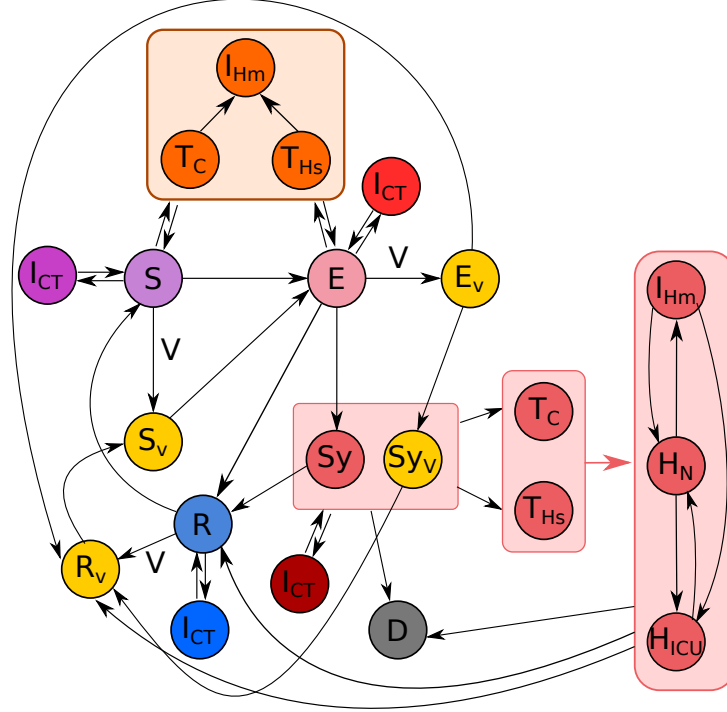 I_Hm
T_C T_Hs
I_CT
I_CT S E V E_v
I_Hm
V
T_C
S_v Sy Sy_V H_N
T_Hs
R
V
R_v I_CT
I_CT D H_ICU